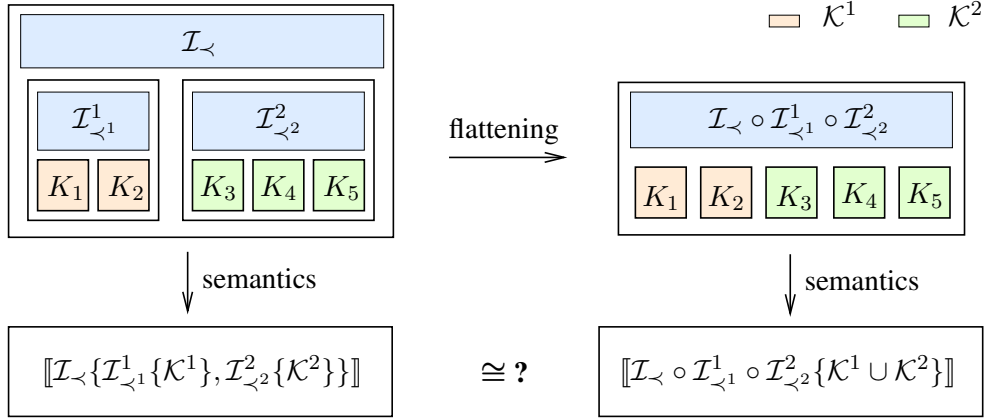 𝒦¹ 𝒦²
ℐ≺
ℐ¹≺¹ ℐ²≺²
K₁ K₂ K₃ K₄ K₅
flattening
ℐ≺ ∘ ℐ¹≺¹ ∘ ℐ²≺²
K₁ K₂ K₃ K₄ K₅
semantics
semantics
⟦ℐ≺{ℐ¹≺¹{𝒦¹}, ℐ²≺²{𝒦²}}⟧
≅ ?
⟦ℐ≺ ∘ ℐ¹≺¹ ∘ ℐ²≺²{𝒦¹ ∪ 𝒦²}⟧